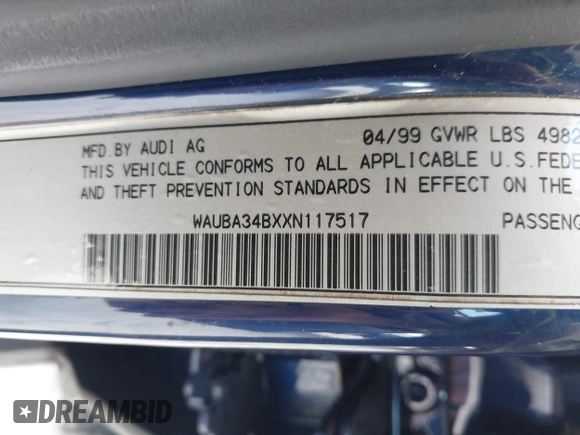 MFD.BY AUDI AG 04/99 GVWR LBS 4982
THIS VEHICLE CONFORMS TO ALL APPLICABLE U.S.FEDE
AND THEFT PREVENTION STANDARDS IN EFFECT ON THE
WAUBA34BXXN117517 PASSENG
DREAMBID